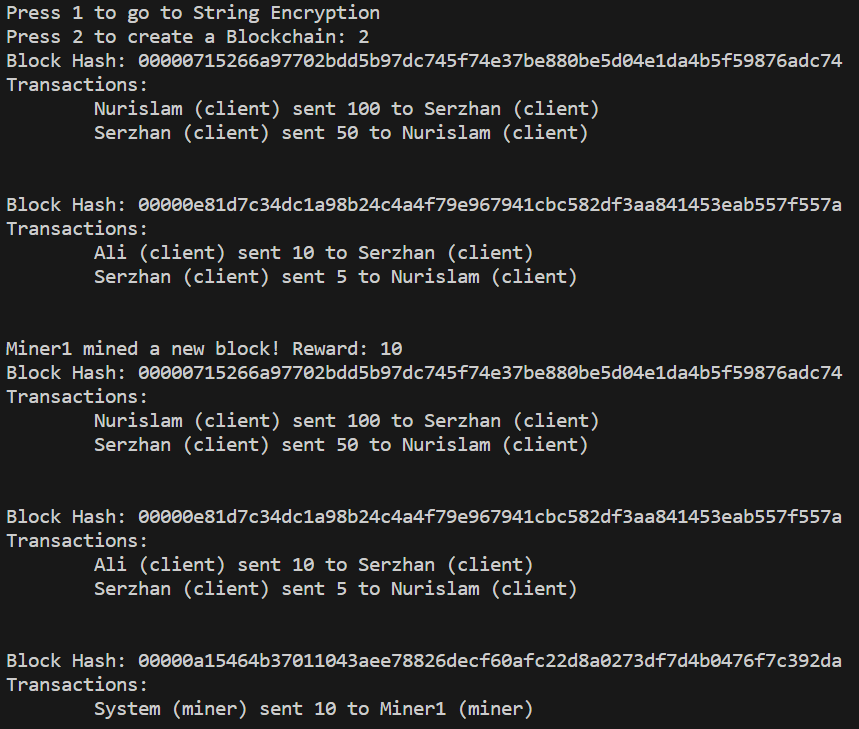 Press 1 to go to String Encryption
Press 2 to create a Blockchain: 2
Block Hash: 00000715266a97702bdd5b97dc745f74e37be880be5d04e1da4b5f59876adc74
Transactions:
Nurislam (client) sent 100 to Serzhan (client)
Serzhan (client) sent 50 to Nurislam (client)
Block Hash: 00000e81d7c34dc1a98b24c4a4f79e967941cbc582df3aa841453eab557f557a
Transactions:
Ali (client) sent 10 to Serzhan (client)
Serzhan (client) sent 5 to Nurislam (client)
Miner1 mined a new block! Reward: 10
Block Hash: 00000715266a97702bdd5b97dc745f74e37be880be5d04e1da4b5f59876adc74
Transactions:
Nurislam (client) sent 100 to Serzhan (client)
Serzhan (client) sent 50 to Nurislam (client)
Block Hash: 00000e81d7c34dc1a98b24c4a4f79e967941cbc582df3aa841453eab557f557a
Transactions:
Ali (client) sent 10 to Serzhan (client)
Serzhan (client) sent 5 to Nurislam (client)
Block Hash: 00000a15464b37011043aee78826decf60afc22d8a0273df7d4b0476f7c392da
Transactions:
System (miner) sent 10 to Miner1 (miner)